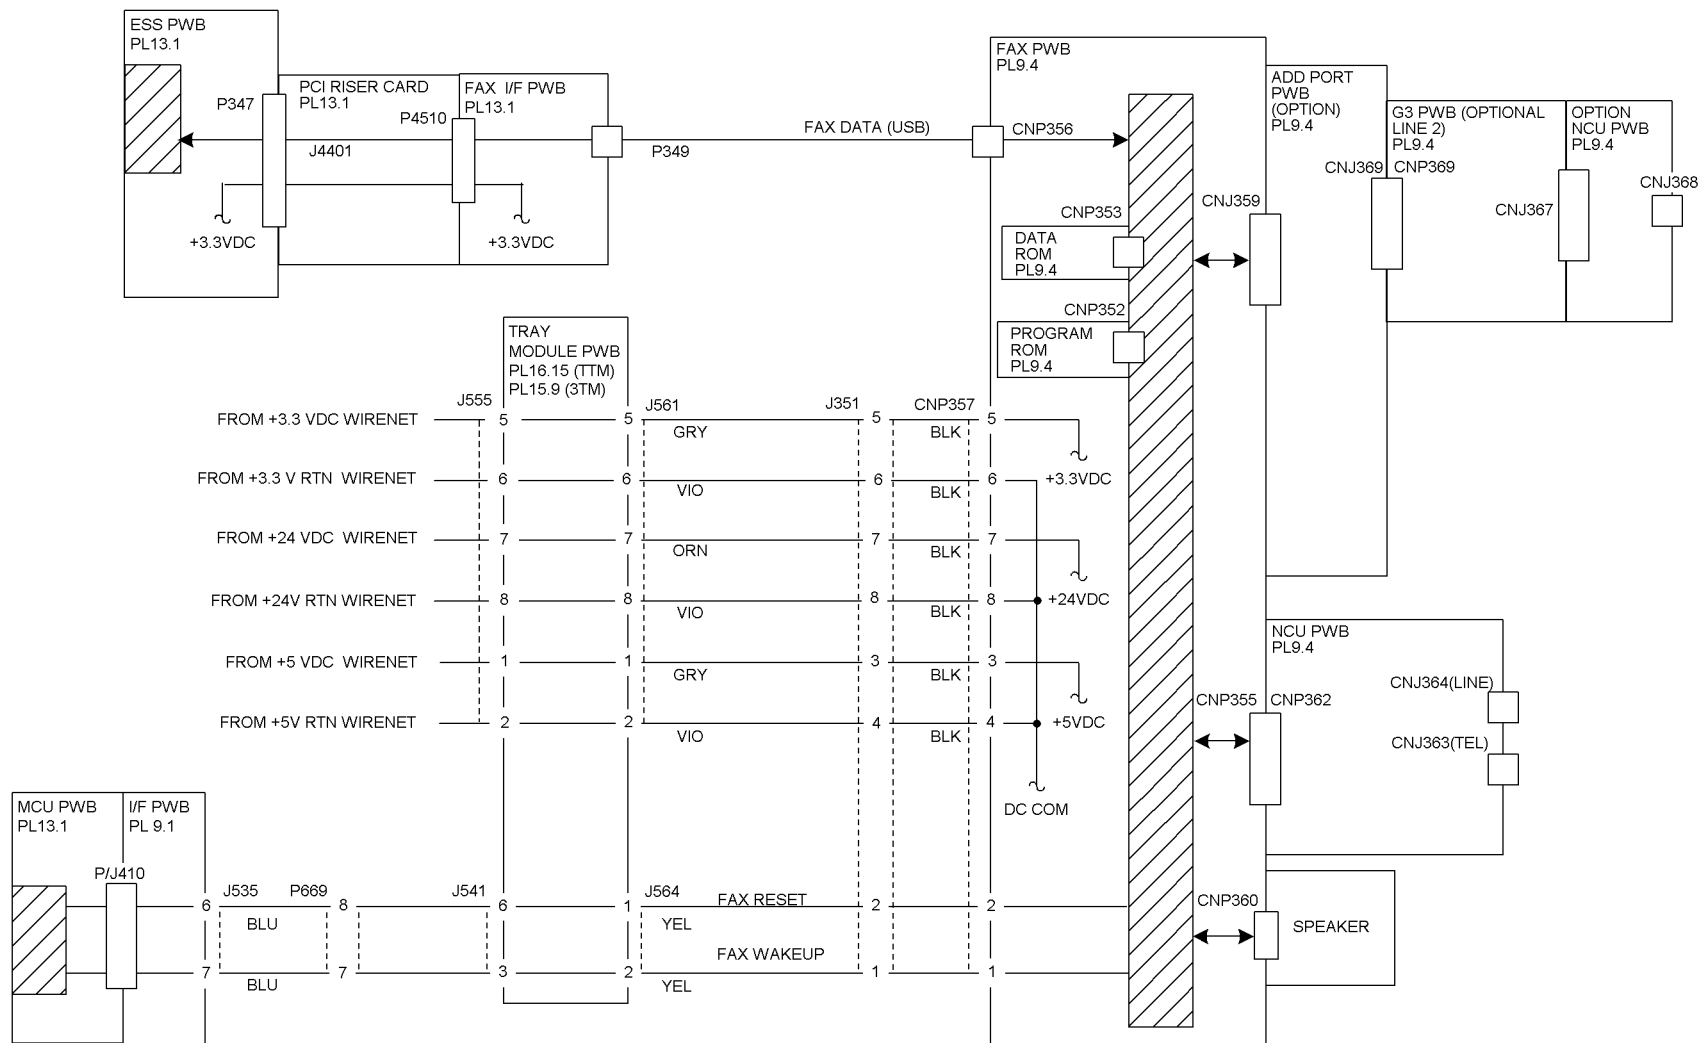 ESS PWB
PL13.1
PCI RISER CARD
PL13.1
FAX I/F PWB
PL13.1
P347
P4510
J4401
P349
FAX DATA (USB)
+3.3VDC
+3.3VDC
FAX PWB
PL9.4
CNP356
ADD PORT
PWB
(OPTION)
PL9.4
G3 PWB (OPTIONAL
LINE 2)
PL9.4
OPTION
NCU PWB
PL9.4
CNJ369
CNP369
CNJ367
CNJ368
CNJ359
CNP353
DATA
ROM
PL9.4
CNP352
PROGRAM
ROM
PL9.4
TRAY
MODULE PWB
PL16.15 (TTM)
PL15.9 (3TM)
J555
J561
J351
CNP357
FROM +3.3 VDC WIRENET
5
5
GRY
5
BLK
5
+3.3VDC
FROM +3.3 V RTN WIRENET
6
6
VIO
6
BLK
6
FROM +24 VDC WIRENET
7
7
ORN
7
BLK
7
+24VDC
FROM +24V RTN WIRENET
8
8
VIO
8
BLK
8
FROM +5 VDC WIRENET
1
1
GRY
3
BLK
3
+5VDC
FROM +5V RTN WIRENET
2
2
VIO
4
BLK
4
DC COM
NCU PWB
PL9.4
CNJ364(LINE)
CNJ363(TEL)
CNP355
CNP362
MCU PWB
PL13.1
I/F PWB
PL 9.1
P/J410
J535
P669
J541
J564
6
BLU
8
6
1
YEL
FAX RESET
2
2
7
BLU
7
3
2
YEL
FAX WAKEUP
1
1
CNP360
SPEAKER